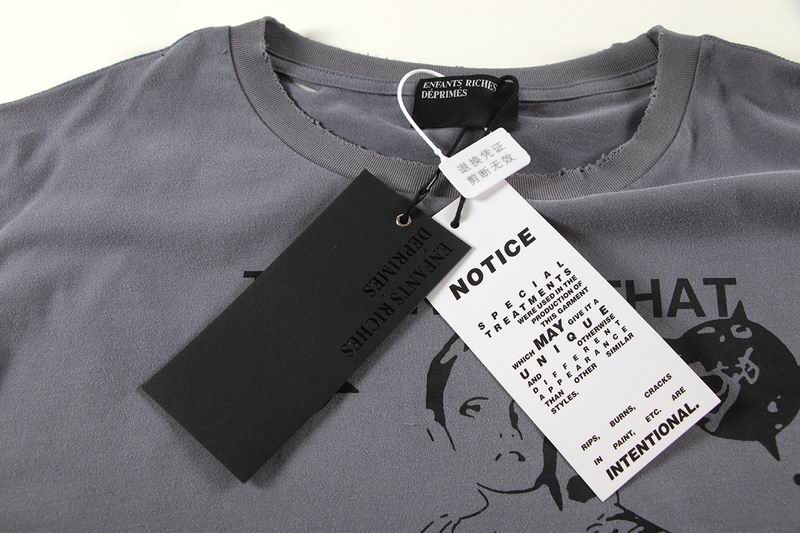 ENFANTS RICHES
DÉPRIMÉS
退换凭证
剪断无效
ENFANTS RICHES
DEPRIMES
NOTICE
SPECIAL
TREATMENTS
WERE USED IN THE
PRODUCTION OF
THIS GARMENT
WHICH MAY GIVE IT A
UNIQUE
AND OTHERWISE
DIFFERENT
APPEARANCE
THAN OTHER SIMILAR
STYLES.
RIPS, BURNS, CRACKS
IN PAINT, ETC. ARE
INTENTIONAL.
THAT